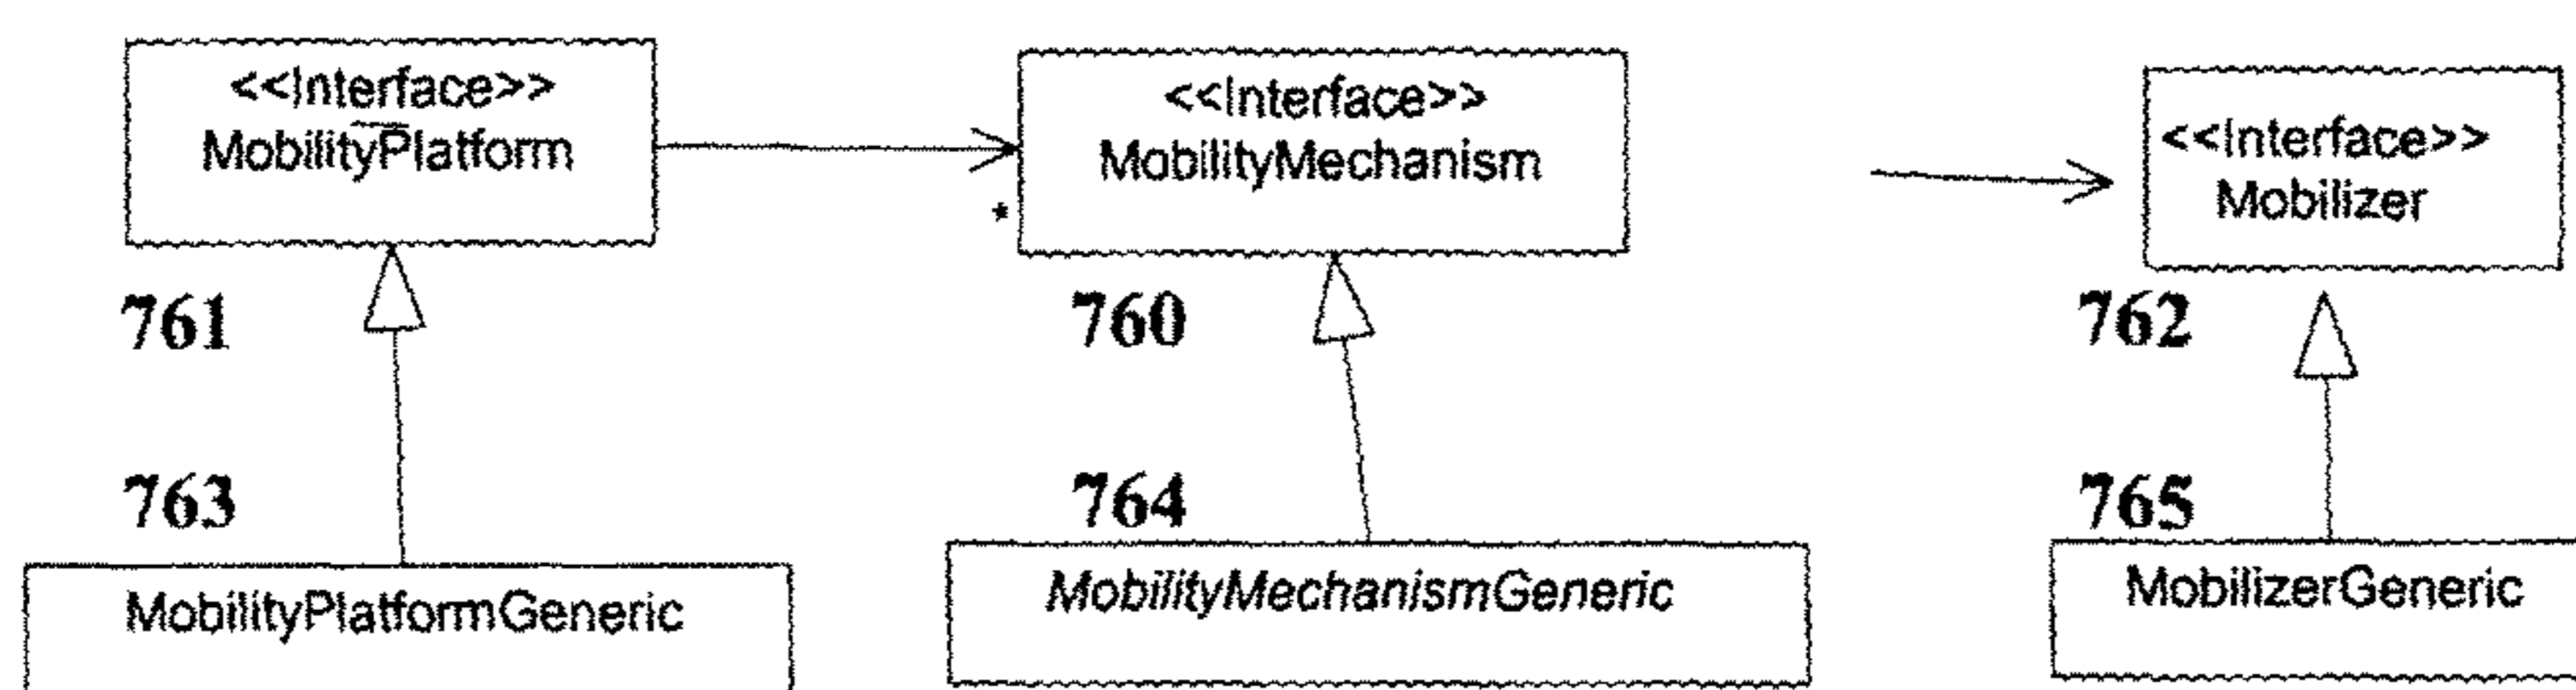 <<Interface>>
MobilityPlatform
<<Interface>>
MobilityMechanism
<<Interface>>
Mobilizer
*
761
760
762
763
764
765
MobilityPlatformGeneric
MobilityMechanismGeneric
MobilizerGeneric